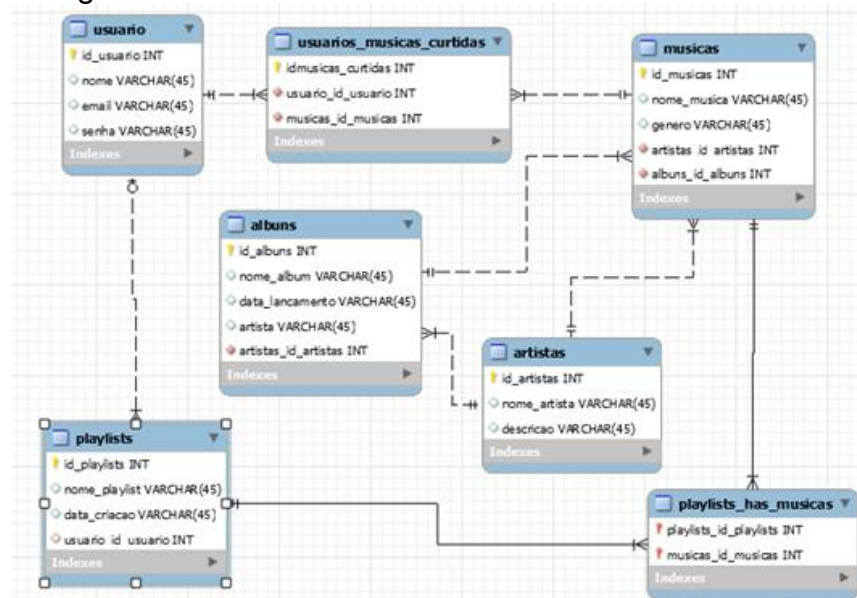 usuario
id_usuario INT
nome VARCHAR(45)
email VARCHAR(45)
senha VARCHAR(45)
Indexes
usuarios_musicas_curtidas
idmusicas_curtidas INT
usuario_id_usuario INT
musicas_id_musicas INT
Indexes
musicas
id_musicas INT
nome_musica VARCHAR(45)
genero VARCHAR(45)
artistas_id_artistas INT
albuns_id_albuns INT
Indexes
albuns
id_albuns INT
nome_album VARCHAR(45)
data_lancamento VARCHAR(45)
artista VARCHAR(45)
artistas_id_artistas INT
Indexes
artistas
id_artistas INT
nome_artista VARCHAR(45)
descricao VARCHAR(45)
Indexes
playlists
id_playlists INT
nome_playlist VARCHAR(45)
data_criacao VARCHAR(45)
usuario_id_usuario INT
Indexes
playlists_has_musicas
playlists_id_playlists INT
musicas_id_musicas INT
Indexes